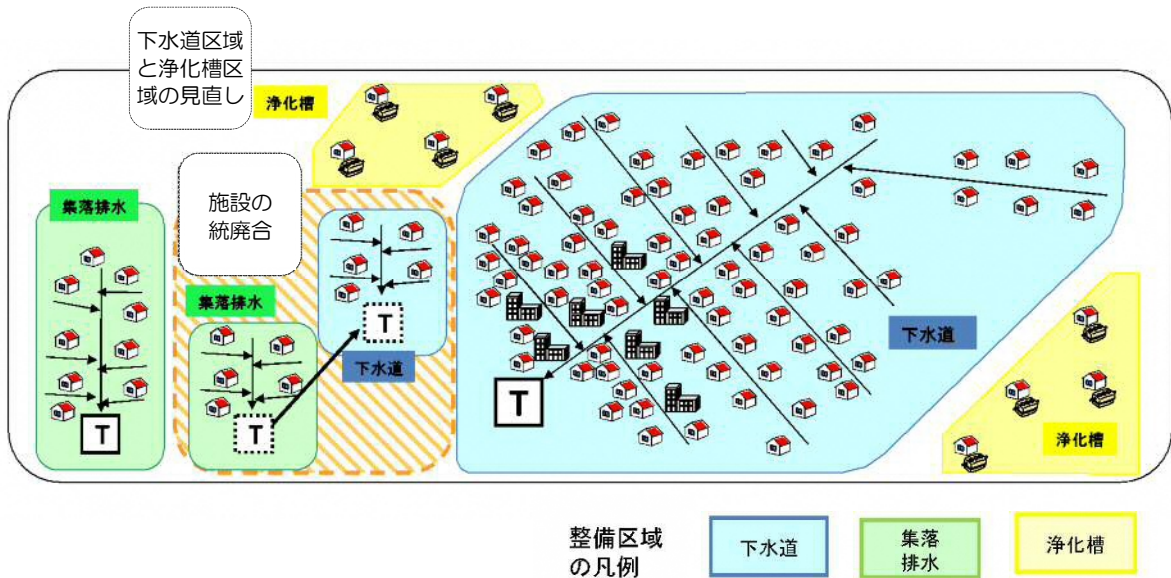 下水道区域
と浄化槽区
域の見直し
浄化槽
集落排水
施設の
統廃合
集落排水
T
T
下水道
T
T
下水道
浄化槽
整備区域
の凡例
下水道
集落
排水
浄化槽